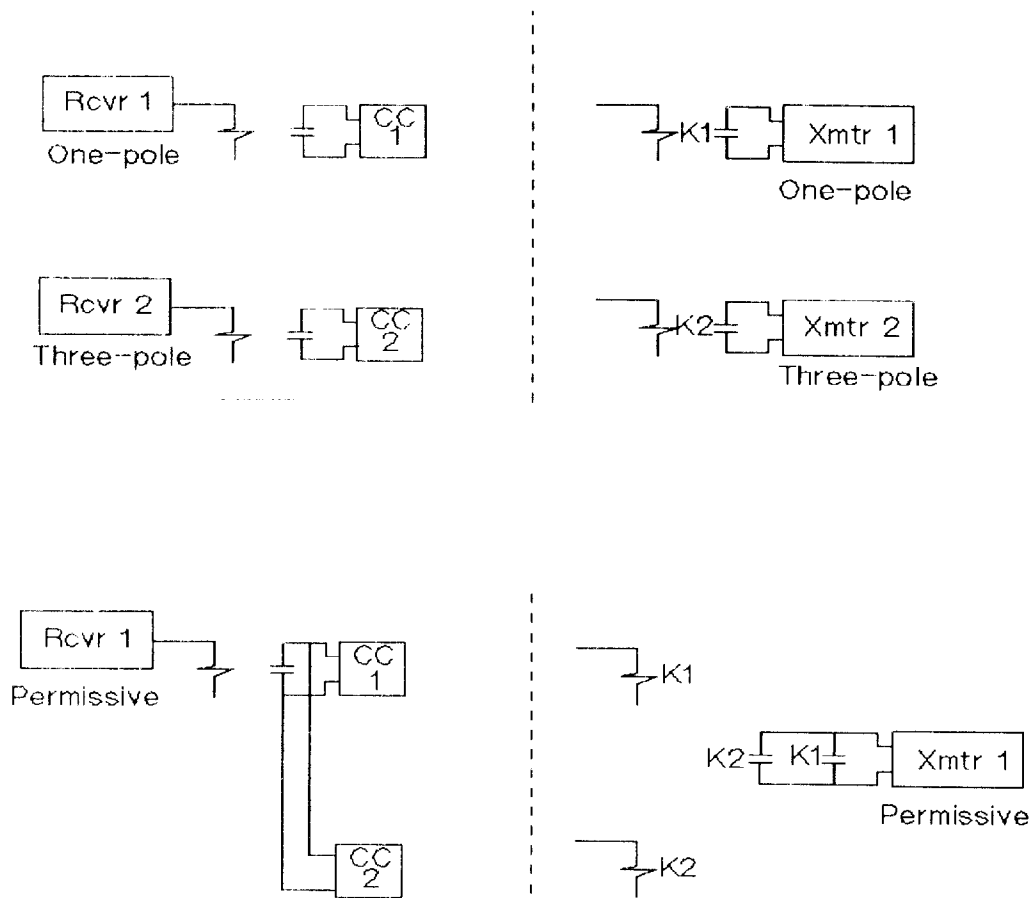 Rcvr 1
CC
1
K1
Xmtr 1
One-pole
One-pole
Rcvr 2
CC
2
K2
Xmtr 2
Three-pole
Three-pole
Rcvr 1
CC
1
K1
Permissive
K2
K1
Xmtr 1
Permissive
CC
2
K2